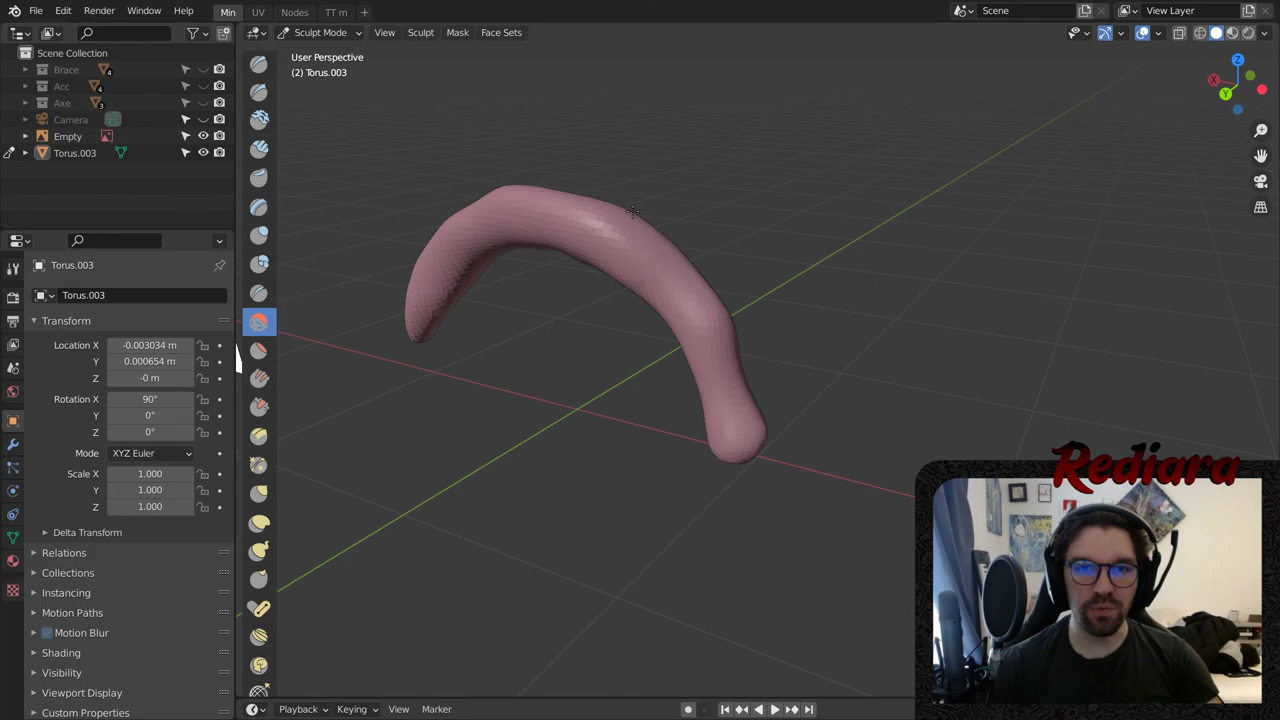 File Edit Render Window Help Min UV Nodes TT m + Scene View Layer
Sculpt Mode View Sculpt Mask Face Sets
Scene Collection
Brace 4
Acc 4
Axe 3
Camera
Empty
Torus.003
User Perspective
(2) Torus.003
X
Y
Z
Torus.003
Torus.003
Transform
Location X -0.003034 m
Y 0.000654 m
Z -0 m
Rotation X 90°
Y 0°
Z 0°
Mode XYZ Euler
Scale X 1.000
Y 1.000
Z 1.000
Delta Transform
Relations
Collections
Instancing
Motion Paths
Motion Blur
Shading
Visibility
Viewport Display
Custom Properties
Playback Keying View Marker
Rediara